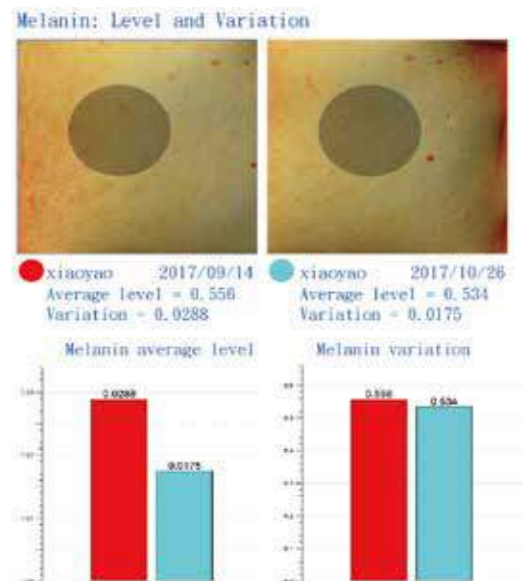 Melanin: Level and Variation
xiaoyao 2017/09/14
Average level = 0.556
Variation = 0.0288
xiaoyao 2017/10/26
Average level = 0.534
Variation = 0.0175
Melanin average level
Melanin variation
0.0288
0.0175
0.556
0.534